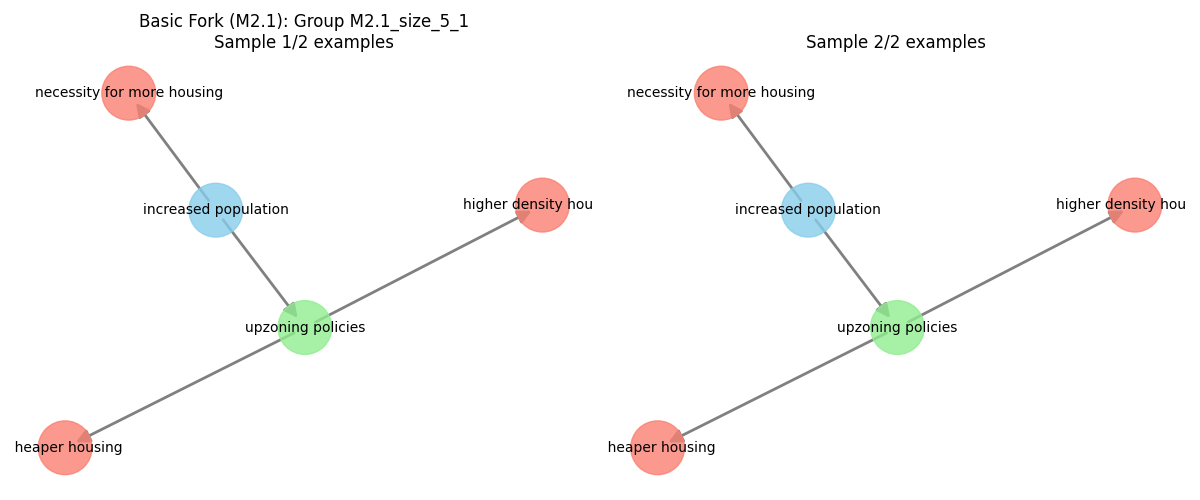 Basic Fork (M2.1): Group M2.1_size_5_1
Sample 1/2 examples
necessity for more housing
increased population
higher density hou
upzoning policies
heaper housing
Sample 2/2 examples
necessity for more housing
increased population
higher density hou
upzoning policies
heaper housing